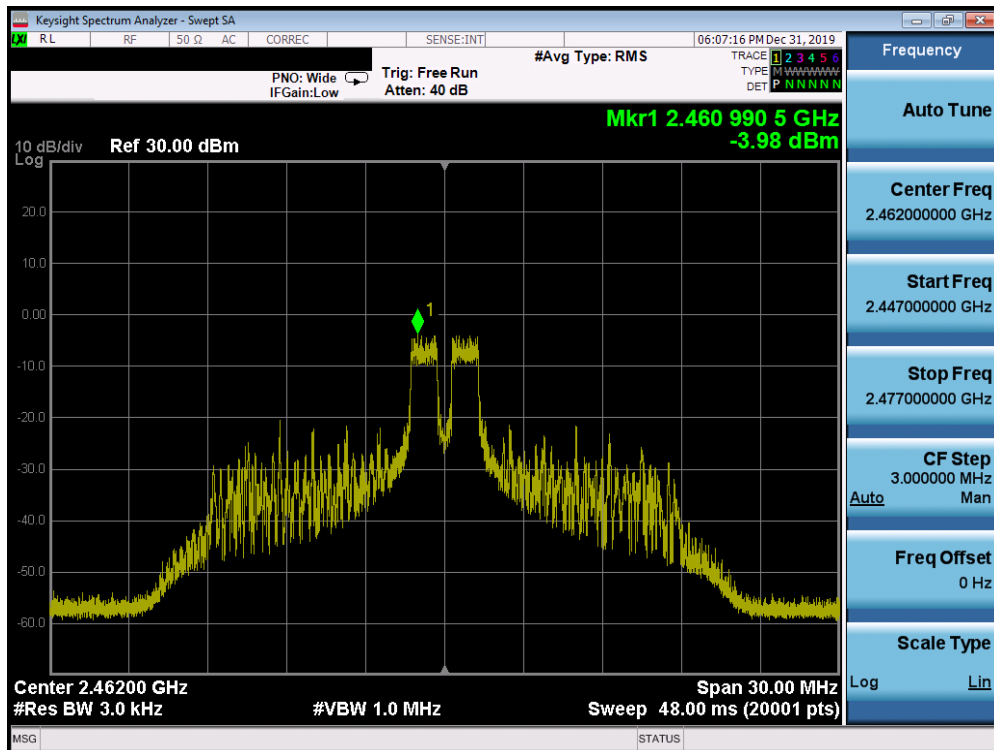 Keysight Spectrum Analyzer - Swept SA
LXI RL RF 50 Ω AC CORREC SENSE:INT 06:07:16 PM Dec 31, 2019
#Avg Type: RMS TRACE 1 2 3 4 5 6
PNO: Wide Trig: Free Run TYPE M W W W W W
IFGain:Low Atten: 40 dB DET P N N N N N
Mkr1 2.460 990 5 GHz
-3.98 dBm
10 dB/div Ref 30.00 dBm
Log
20.0
10.0
0.00
1
-10.0
-20.0
-30.0
-40.0
-50.0
-60.0
Center 2.46200 GHz Span 30.00 MHz
#Res BW 3.0 kHz #VBW 1.0 MHz Sweep 48.00 ms (20001 pts)
MSG STATUS
Frequency
Auto Tune
Center Freq
2.462000000 GHz
Start Freq
2.447000000 GHz
Stop Freq
2.477000000 GHz
CF Step
3.000000 MHz
Auto Man
Freq Offset
0 Hz
Scale Type
Log Lin